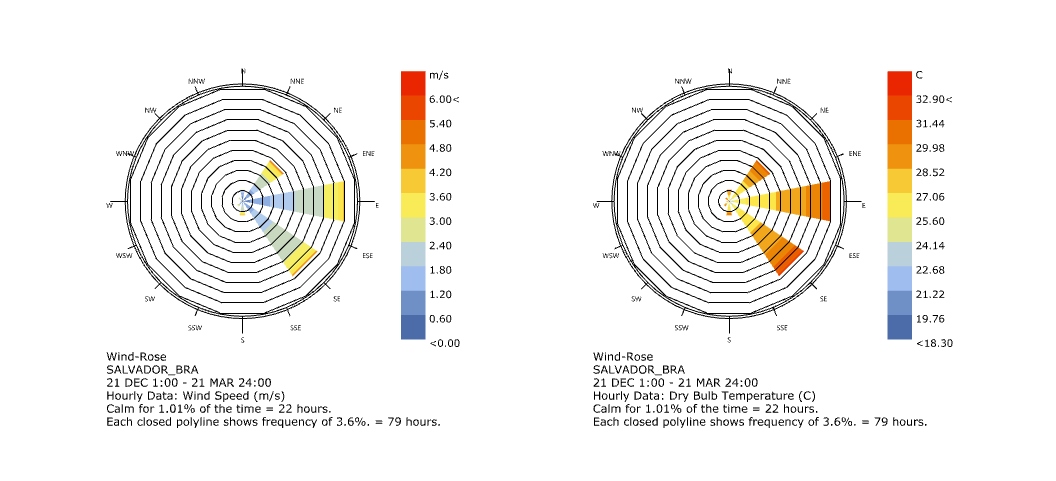 N
NNE
NE
ENE
E
ESE
SE
SSE
S
SSW
SW
WSW
W
WNW
NW
NNW
m/s
6.00<
5.40
4.80
4.20
3.60
3.00
2.40
1.80
1.20
0.60
<0.00
Wind-Rose
SALVADOR_BRA
21 DEC 1:00 - 21 MAR 24:00
Hourly Data: Wind Speed (m/s)
Calm for 1.01% of the time = 22 hours.
Each closed polyline shows frequency of 3.6%. = 79 hours.
N
NNE
NE
ENE
E
ESE
SE
SSE
S
SSW
SW
WSW
W
WNW
NW
NNW
C
32.90<
31.44
29.98
28.52
27.06
25.60
24.14
22.68
21.22
19.76
<18.30
Wind-Rose
SALVADOR_BRA
21 DEC 1:00 - 21 MAR 24:00
Hourly Data: Dry Bulb Temperature (C)
Calm for 1.01% of the time = 22 hours.
Each closed polyline shows frequency of 3.6%. = 79 hours.